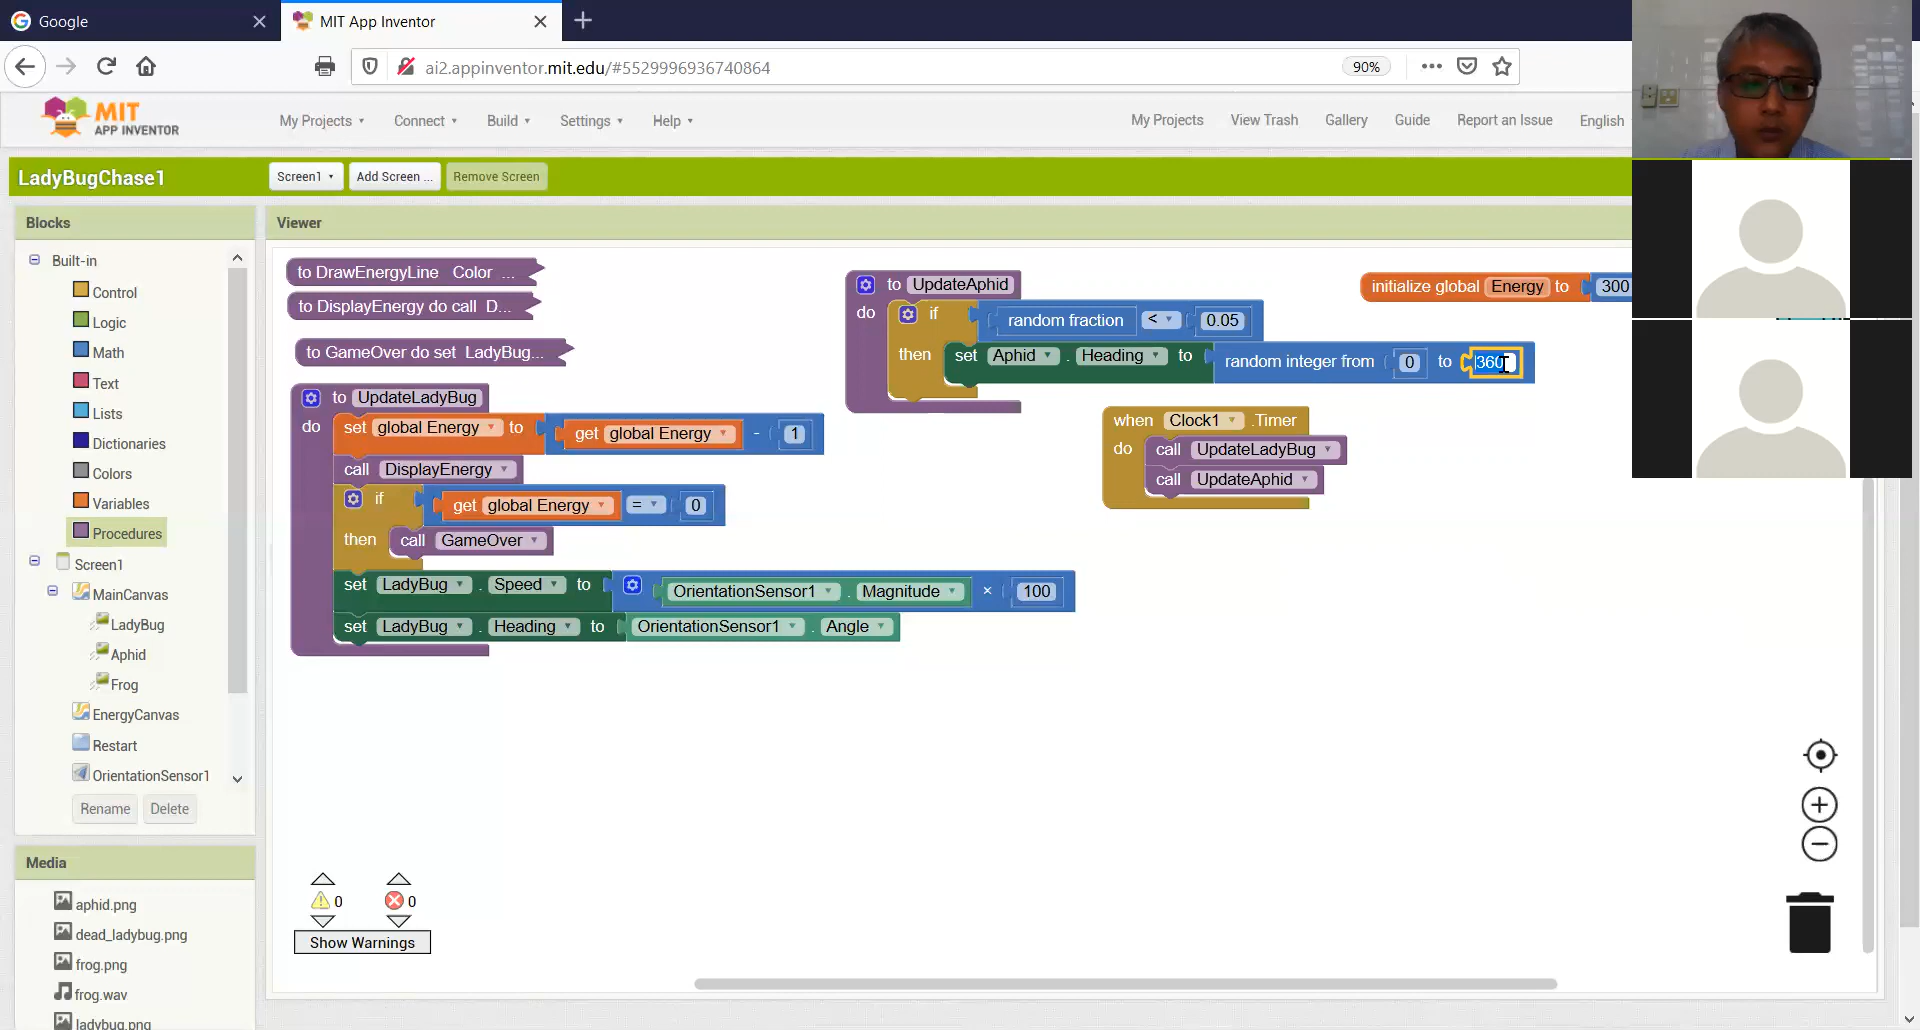 Google
MIT App Inventor
ai2.appinventor.mit.edu/#5529996936740864
90%
MIT
APP INVENTOR
My Projects
Connect
Build
Settings
Help
My Projects
View Trash
Gallery
Guide
Report an Issue
English
LadyBugChase1
Screen1
Add Screen ...
Remove Screen
Blocks
Viewer
Built-in
Control
Logic
Math
Text
Lists
Dictionaries
Colors
Variables
Procedures
Screen1
MainCanvas
LadyBug
Aphid
Frog
EnergyCanvas
Restart
OrientationSensor1
Rename
Delete
Media
aphid.png
dead_ladybug.png
frog.png
frog.wav
ladybug.png
to DrawEnergyLine Color ...
to DisplayEnergy do call D...
to GameOver do set LadyBug...
to UpdateLadyBug
do set global Energy to get global Energy - 1
call DisplayEnergy
if get global Energy = 0
then call GameOver
set LadyBug . Speed to OrientationSensor1 . Magnitude × 100
set LadyBug . Heading to OrientationSensor1 . Angle
to UpdateAphid
do if random fraction < 0.05
then set Aphid . Heading to random integer from 0 to 360
initialize global Energy to 300
when Clock1 .Timer
do call UpdateLadyBug
call UpdateAphid
0
0
Show Warnings